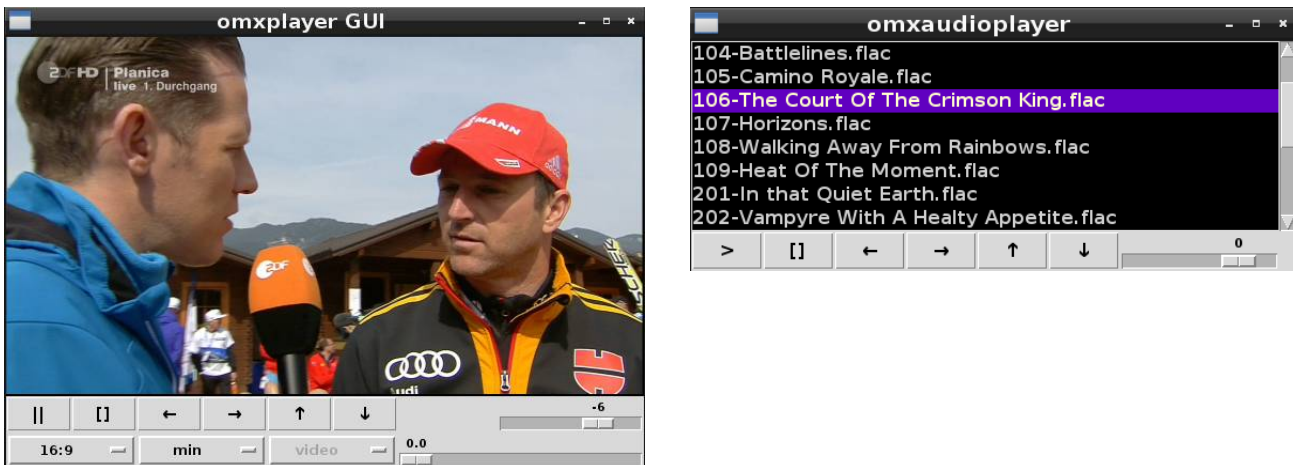 omxplayer GUI
ZDFHD | Planica
live 1. Durchgang
MANN
adidas
ZDF
FISCHER
Audi
|| [] ← → ↑ ↓ -6
16:9 min video 0.0
omxaudioplayer
104-Battlelines.flac
105-Camino Royale.flac
106-The Court Of The Crimson King.flac
107-Horizons.flac
108-Walking Away From Rainbows.flac
109-Heat Of The Moment.flac
201-In that Quiet Earth.flac
202-Vampyre With A Healty Appetite.flac
> [] ← → ↑ ↓ 0